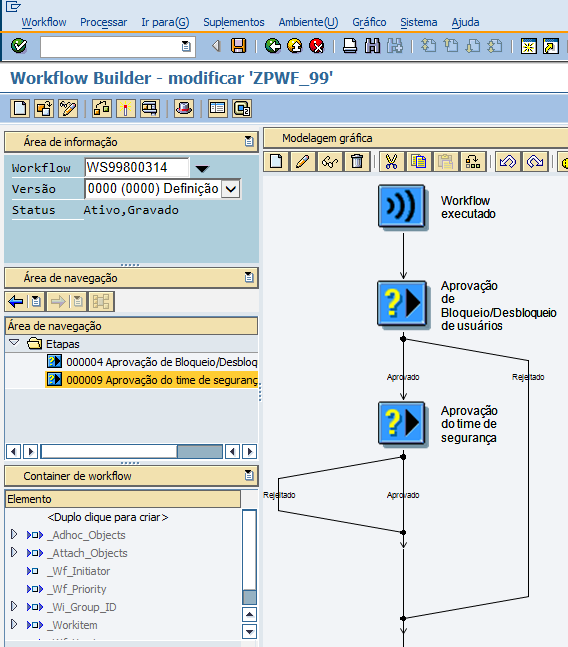 Workflow Processar Ir para(G) Suplementos Ambiente(U) Gráfico Sistema Ajuda
Workflow Builder - modificar 'ZPWF_99'
Área de informação
Workflow WS99800314
Versão 0000 (0000) Definição
Status Ativo,Gravado
Área de navegação
Área de navegação
Etapas
000004 Aprovação de Bloqueio/Desbloq
000009 Aprovação do time de seguranç
Container de workflow
Elemento
<Duplo clique para criar>
_Adhoc_Objects
_Attach_Objects
_Wf_Initiator
_Wf_Priority
_Wi_Group_ID
_Workitem
Modelagem gráfica
Workflow
executado
Aprovação
de
Bloqueio/Desbloqueio
de usuários
Aprovado
Rejeitado
Aprovação
do time de
segurança
Rejeitado
Aprovado